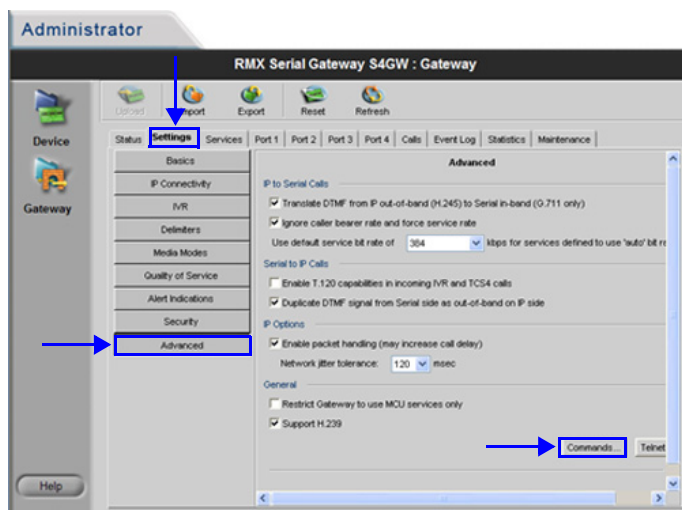 Administrator
RMX Serial Gateway S4GW : Gateway
Upload Import Export Reset Refresh
Device
Gateway
Status Settings Services Port 1 Port 2 Port 3 Port 4 Calls Event Log Statistics Maintenance
Basics
IP Connectivity
IVR
Delimiters
Media Modes
Quality of Service
Alert Indications
Security
Advanced
Advanced
IP to Serial Calls
Translate DTMF from IP out-of-band (H.245) to Serial in-band (G.711 only)
Ignore caller bearer rate and force service rate
Use default service bit rate of 384 kbps for services defined to use 'auto' bit re
Serial to IP Calls
Enable T.120 capabilities in incoming IVR and TCS4 calls
Duplicate DTMF signal from Serial side as out-of-band on IP side
IP Options
Enable packet handling (may increase call delay)
Network jitter tolerance: 120 msec
General
Restrict Gateway to use MCU services only
Support H.239
Commands... Telnet
Help